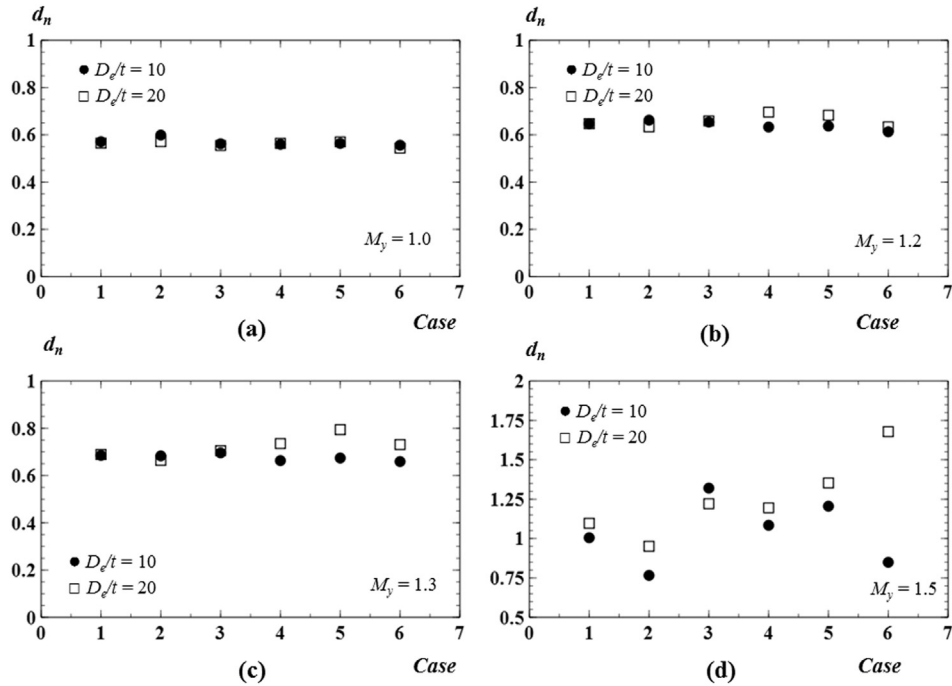 d_n
1
0.8
0.6
0.4
0.2
0
D_e/t = 10
D_e/t = 20
M_y = 1.0
0 1 2 3 4 5 6 7
(a)
Case
d_n
1
0.8
0.6
0.4
0.2
0
D_e/t = 10
D_e/t = 20
M_y = 1.2
0 1 2 3 4 5 6 7
(b)
Case
d_n
1
0.8
0.6
0.4
0.2
0
D_e/t = 10
D_e/t = 20
M_y = 1.3
0 1 2 3 4 5 6 7
(c)
Case
d_n
2
1.75
1.5
1.25
1
0.75
0.5
D_e/t = 10
D_e/t = 20
M_y = 1.5
0 1 2 3 4 5 6 7
(d)
Case